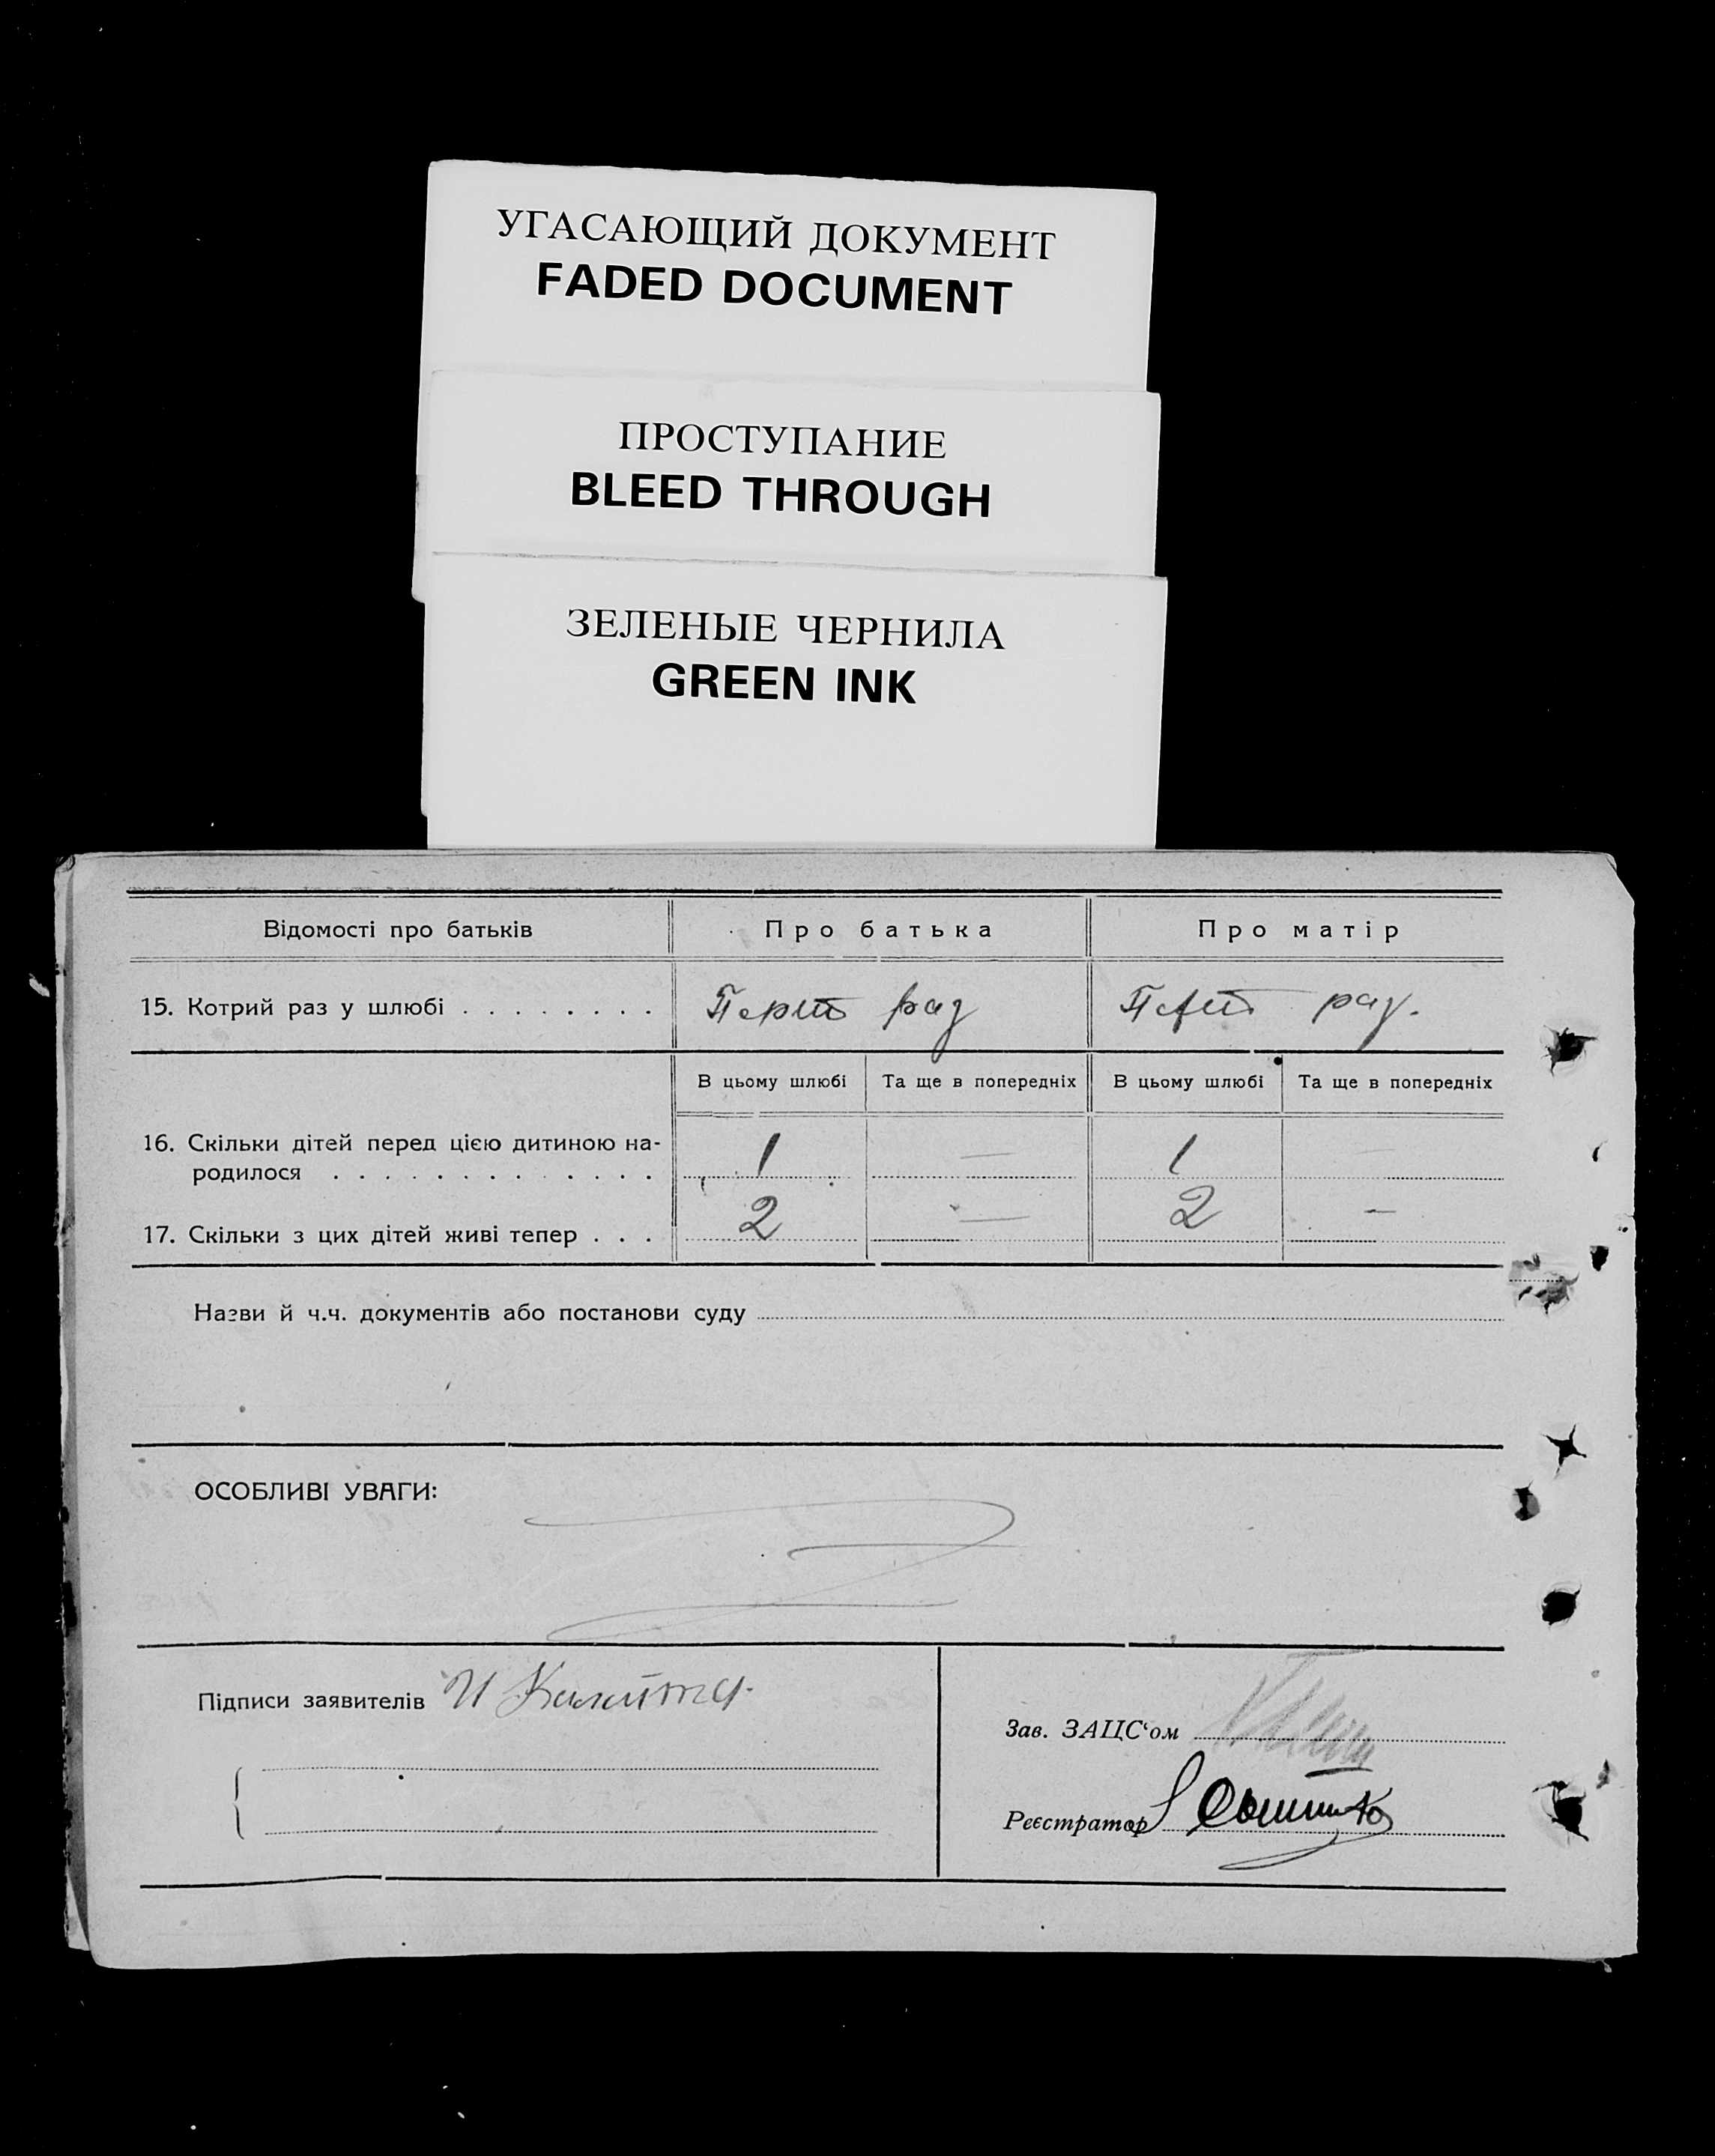 УГАСАЮЩИЙ ДОКУМЕНТ
FADED DOCUMENT
ПРОСТУПАНИЕ
BLEED THROUGH
ЗЕЛЕНЫЕ ЧЕРНИЛА
GREEN INK
Відомості про батьків Про батька Про матір
15. Котрий раз у шлюбі . . . . . . . . Перш раз Перш раз.
В цьому шлюбі Та ще в попередніх В цьому шлюбі Та ще в попередніх
16. Скільки дітей перед цією дитиною на-
родилося . . . . . . . . . . . . . 1 — 1 —
17. Скільки з цих дітей живі тепер . . . 2 — 2 —
Назви й ч.ч. документів або постанови суду
ОСОБЛИВІ УВАГИ:
Підписи заявителів И Калита
Зав. ЗАЦС‘ом
Реєстратор